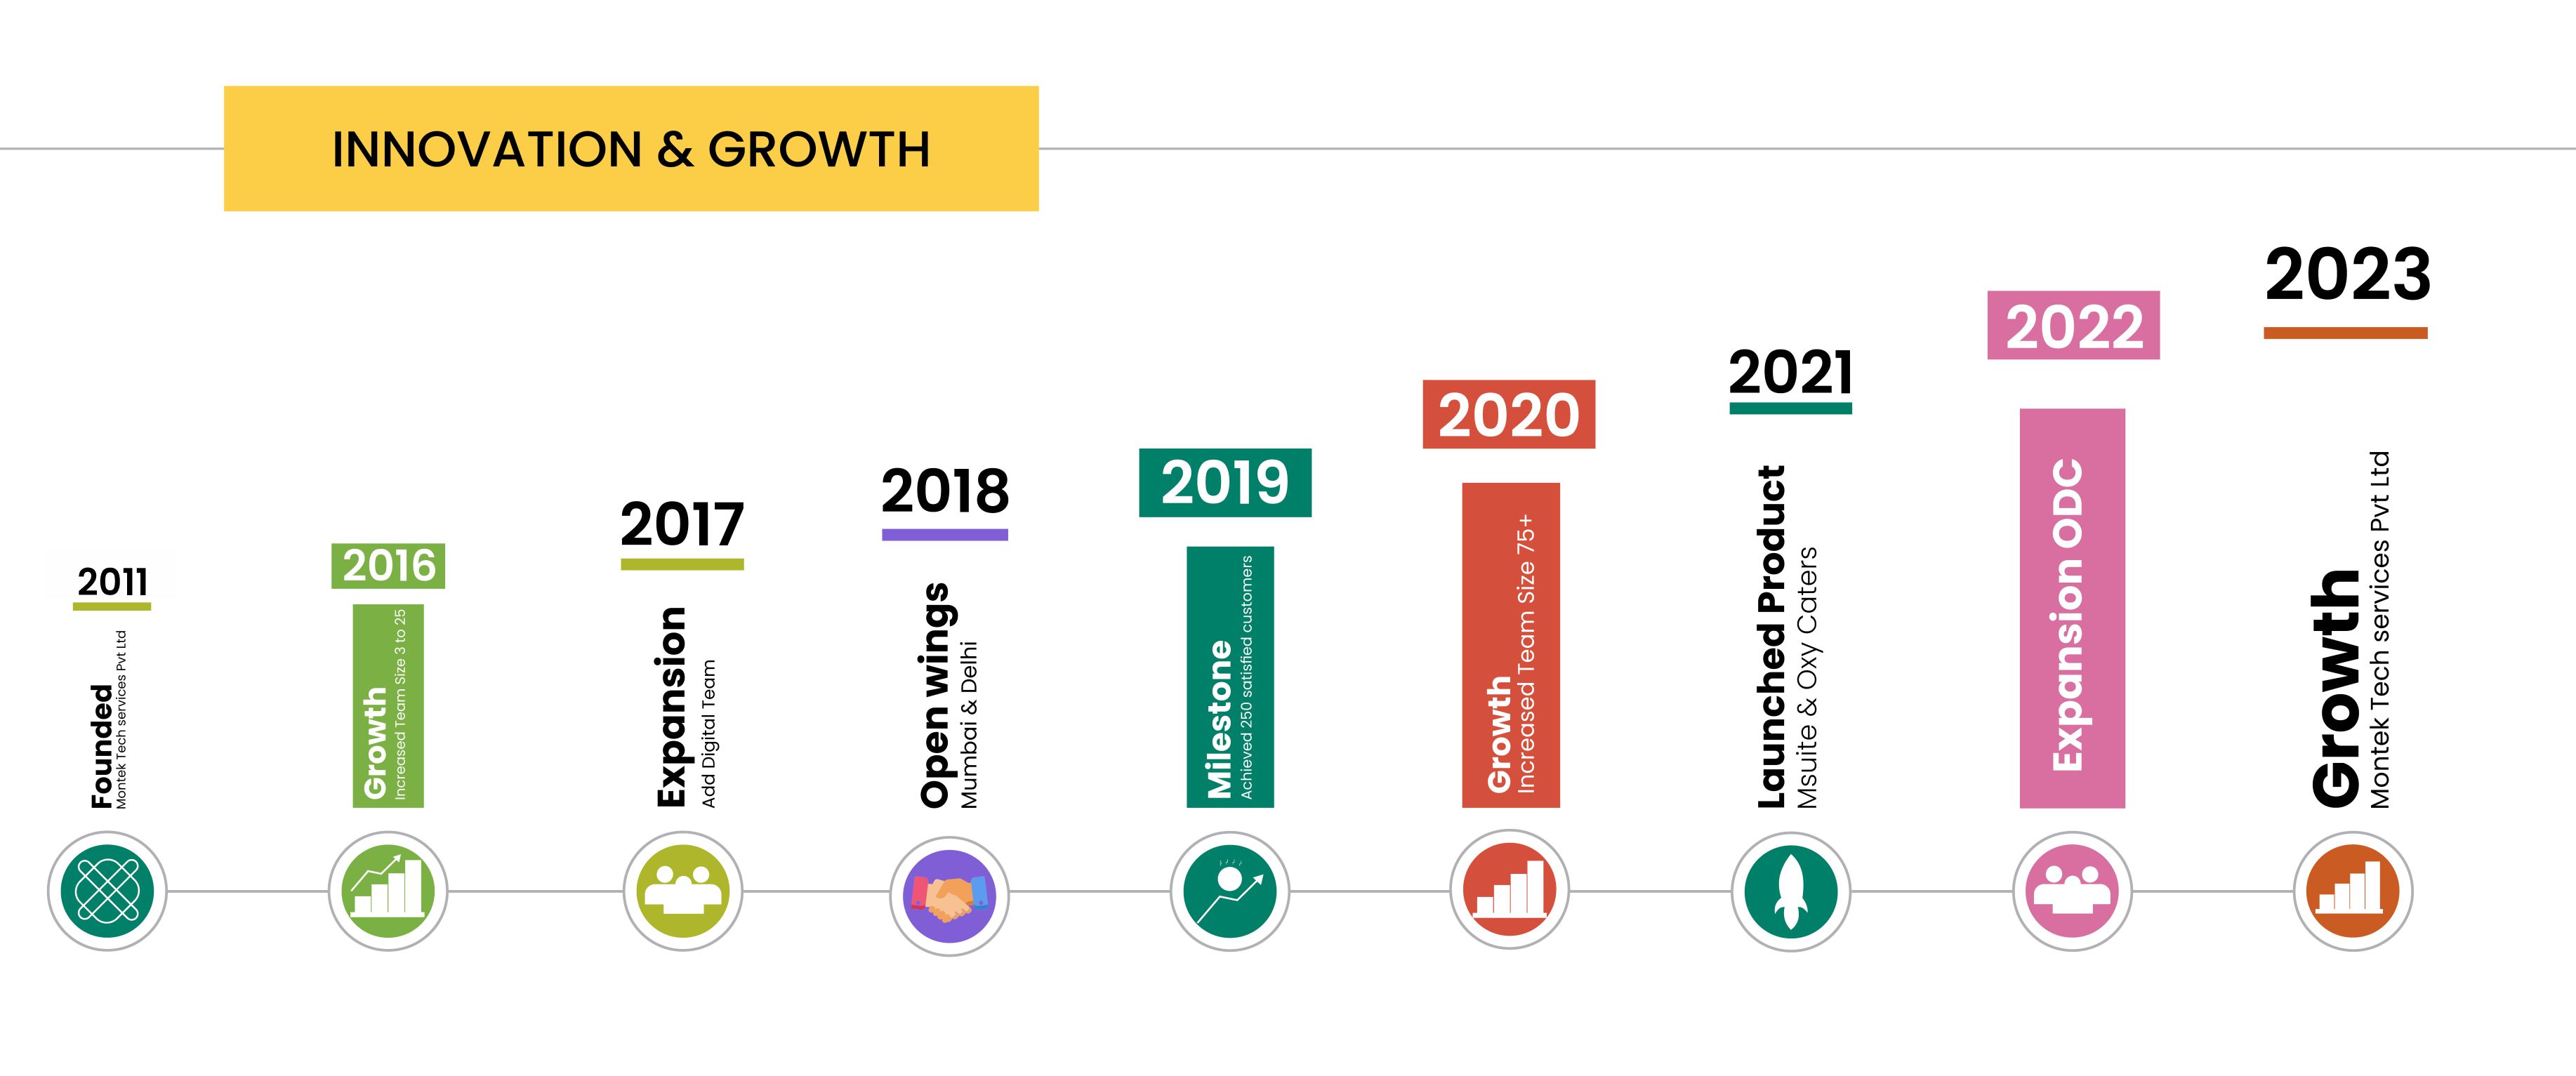 INNOVATION & GROWTH
2011
Founded
Montek Tech services Pvt Ltd
2016
Growth
Increased Team Size 3 to 25
2017
Expansion
Add Digital Team
2018
Open wings
Mumbai & Delhi
2019
Milestone
Achieved 250 satisfied customers
2020
Growth
Increased Team Size 75+
2021
Launched Product
Msuite & Oxy Caters
2022
Expansion ODC
2023
Growth
Montek Tech services Pvt Ltd